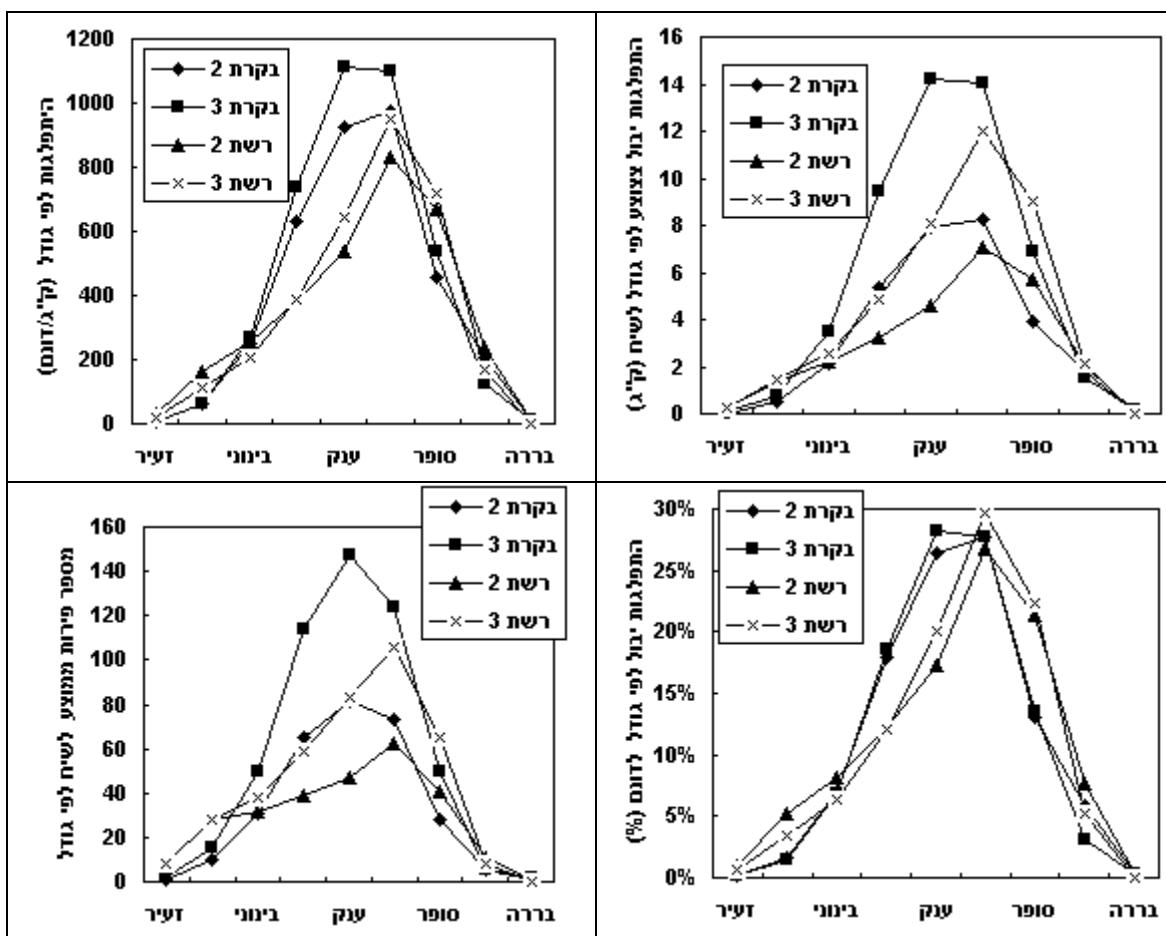 היתפלגות לפי גודל (ק"ג/דונם)
1200
1000
800
600
400
200
0
בקרת 2
בקרת 3
רשת 2
רשת 3
זעיר בינוני ענק סופר בררה
התפלגות יבול צצוצע לפי גודל לשיח (ק"ג)
16
14
12
10
8
6
4
2
0
בקרת 2
בקרת 3
רשת 2
רשת 3
זעיר בינוני ענק סופר בררה
מספר פירות ממוצע לשיח לפי גודל
160
140
120
100
80
60
40
20
0
בקרת 2
בקרת 3
רשת 2
רשת 3
זעיר בינוני ענק סופר בררה
התפלגות יבול לפי גודל לדונם (%)
30%
25%
20%
15%
10%
5%
0%
בקרת 2
בקרת 3
רשת 2
רשת 3
זעיר בינוני ענק סופר בררה